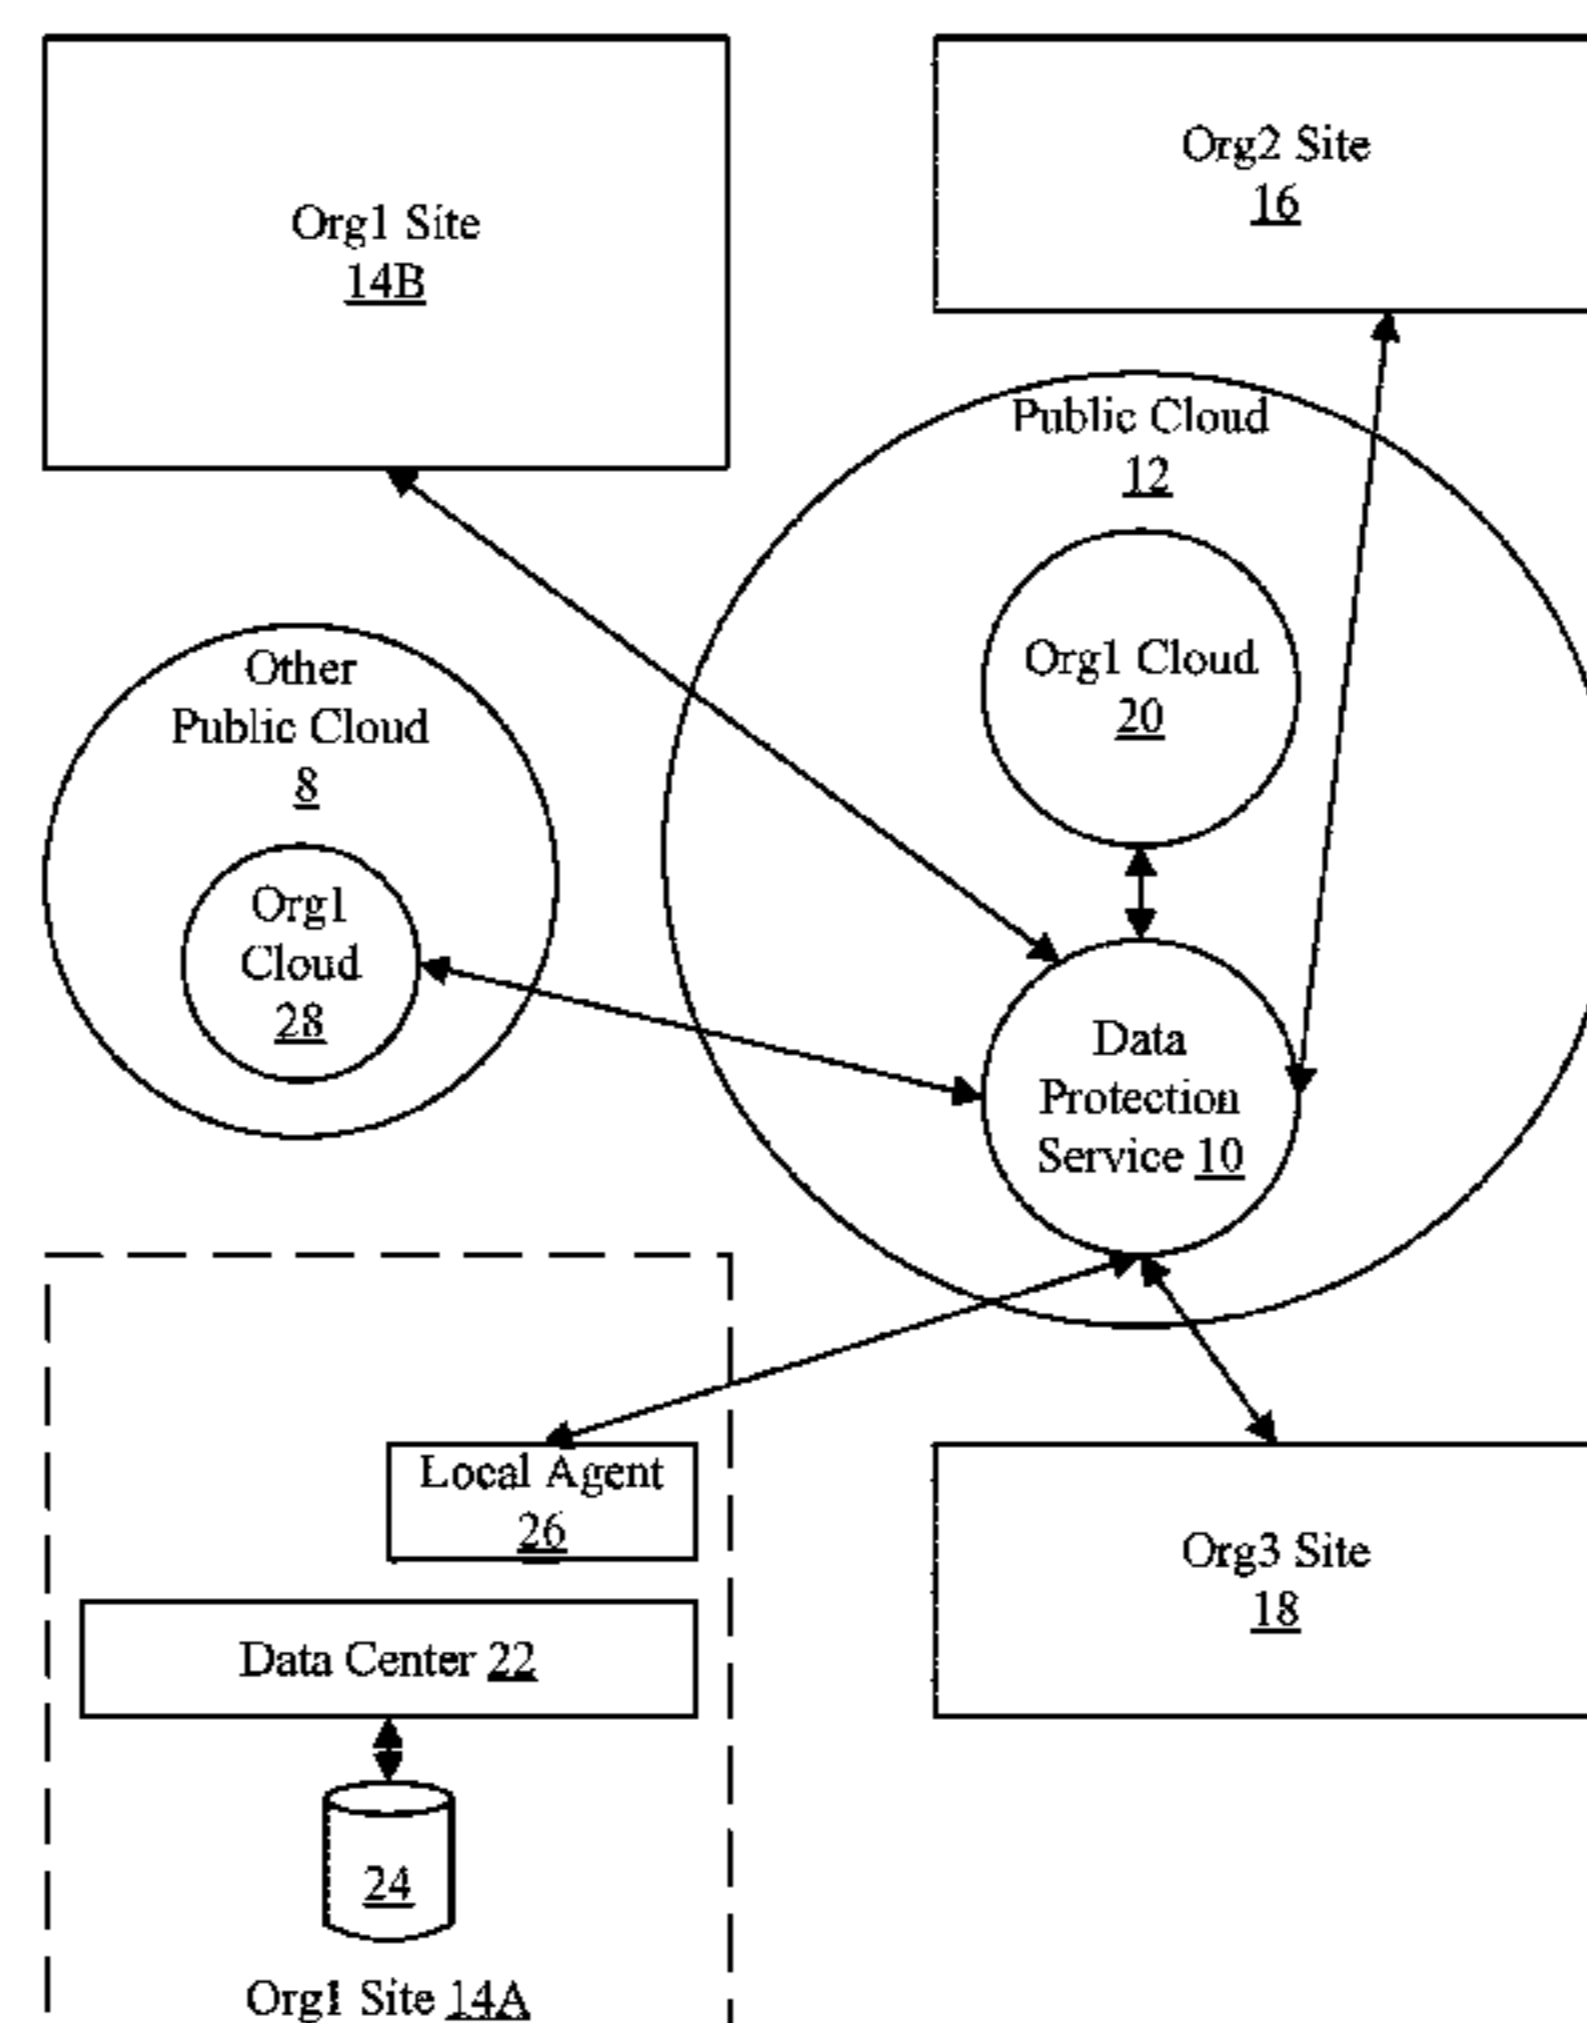 Org1 Site
14B
Org2 Site
16
Public Cloud
12
Org1 Cloud
20
Other
Public Cloud
8
Org1
Cloud
28
Data
Protection
Service 10
Local Agent
26
Data Center 22
24
Org1 Site 14A
Org3 Site
18